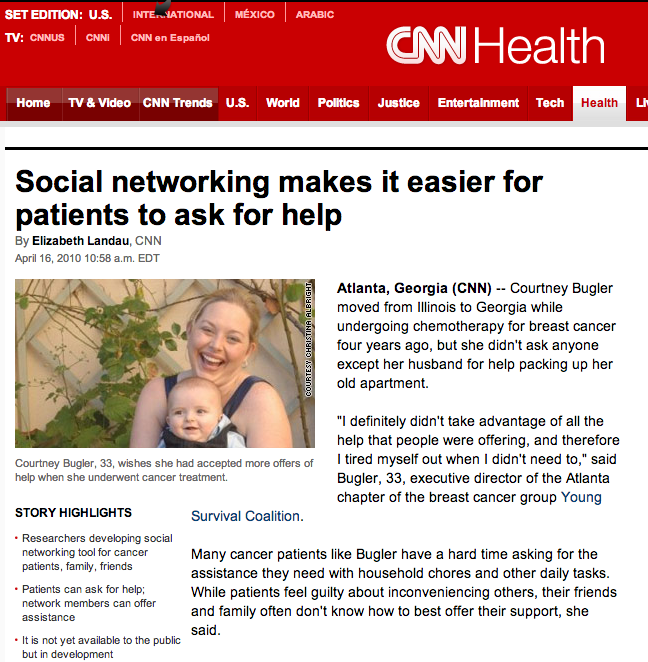 SET EDITION: U.S. INTERNATIONAL MÉXICO ARABIC
TV: CNNUS CNNi CNN en Español
CNN Health
Home TV & Video CNN Trends U.S. World Politics Justice Entertainment Tech Health
Social networking makes it easier for
patients to ask for help
By Elizabeth Landau, CNN
April 16, 2010 10:58 a.m. EDT
COURTESY CHRISTINA ALBRIGHT
Courtney Bugler, 33, wishes she had accepted more offers of
help when she underwent cancer treatment.
STORY HIGHLIGHTS
• Researchers developing social
networking tool for cancer
patients, family, friends
• Patients can ask for help;
network members can offer
assistance
• It is not yet available to the public
but in development
Atlanta, Georgia (CNN) -- Courtney Bugler
moved from Illinois to Georgia while
undergoing chemotherapy for breast cancer
four years ago, but she didn't ask anyone
except her husband for help packing up her
old apartment.
"I definitely didn't take advantage of all the
help that people were offering, and therefore
I tired myself out when I didn't need to," said
Bugler, 33, executive director of the Atlanta
chapter of the breast cancer group Young
Survival Coalition.
Many cancer patients like Bugler have a hard time asking for the
assistance they need with household chores and other daily tasks.
While patients feel guilty about inconveniencing others, their friends
and family often don't know how to best offer their support, she
said.